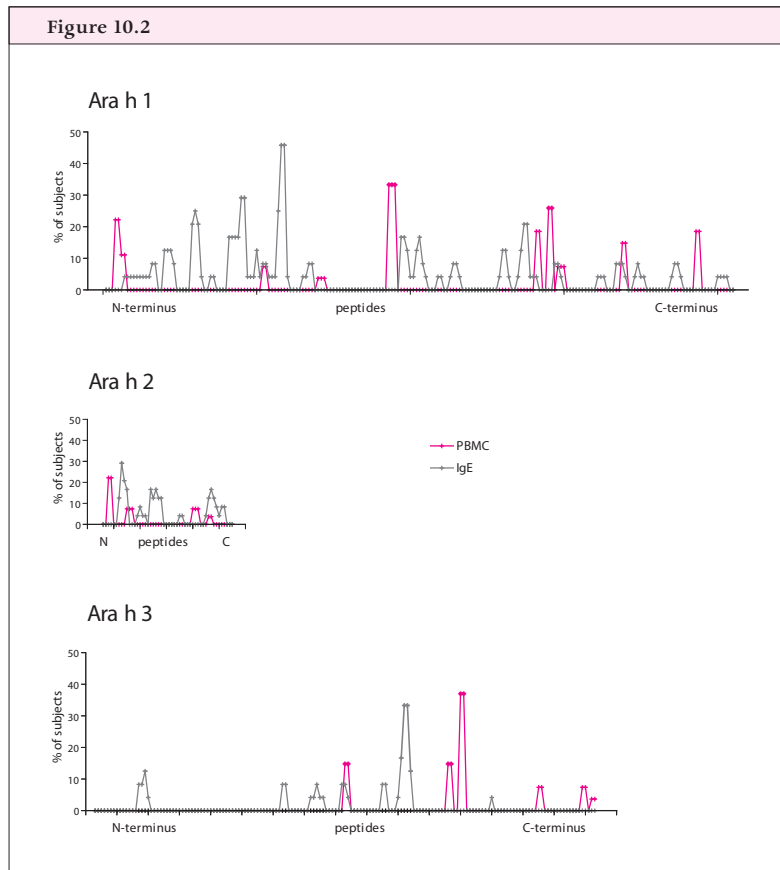 Figure 10.2
Ara h 1
% of subjects
50
40
30
20
10
0
N-terminus peptides C-terminus
Ara h 2
% of subjects
50
40
30
20
10
0
N peptides C
PBMC
IgE
Ara h 3
% of subjects
50
40
30
20
10
0
N-terminus peptides C-terminus